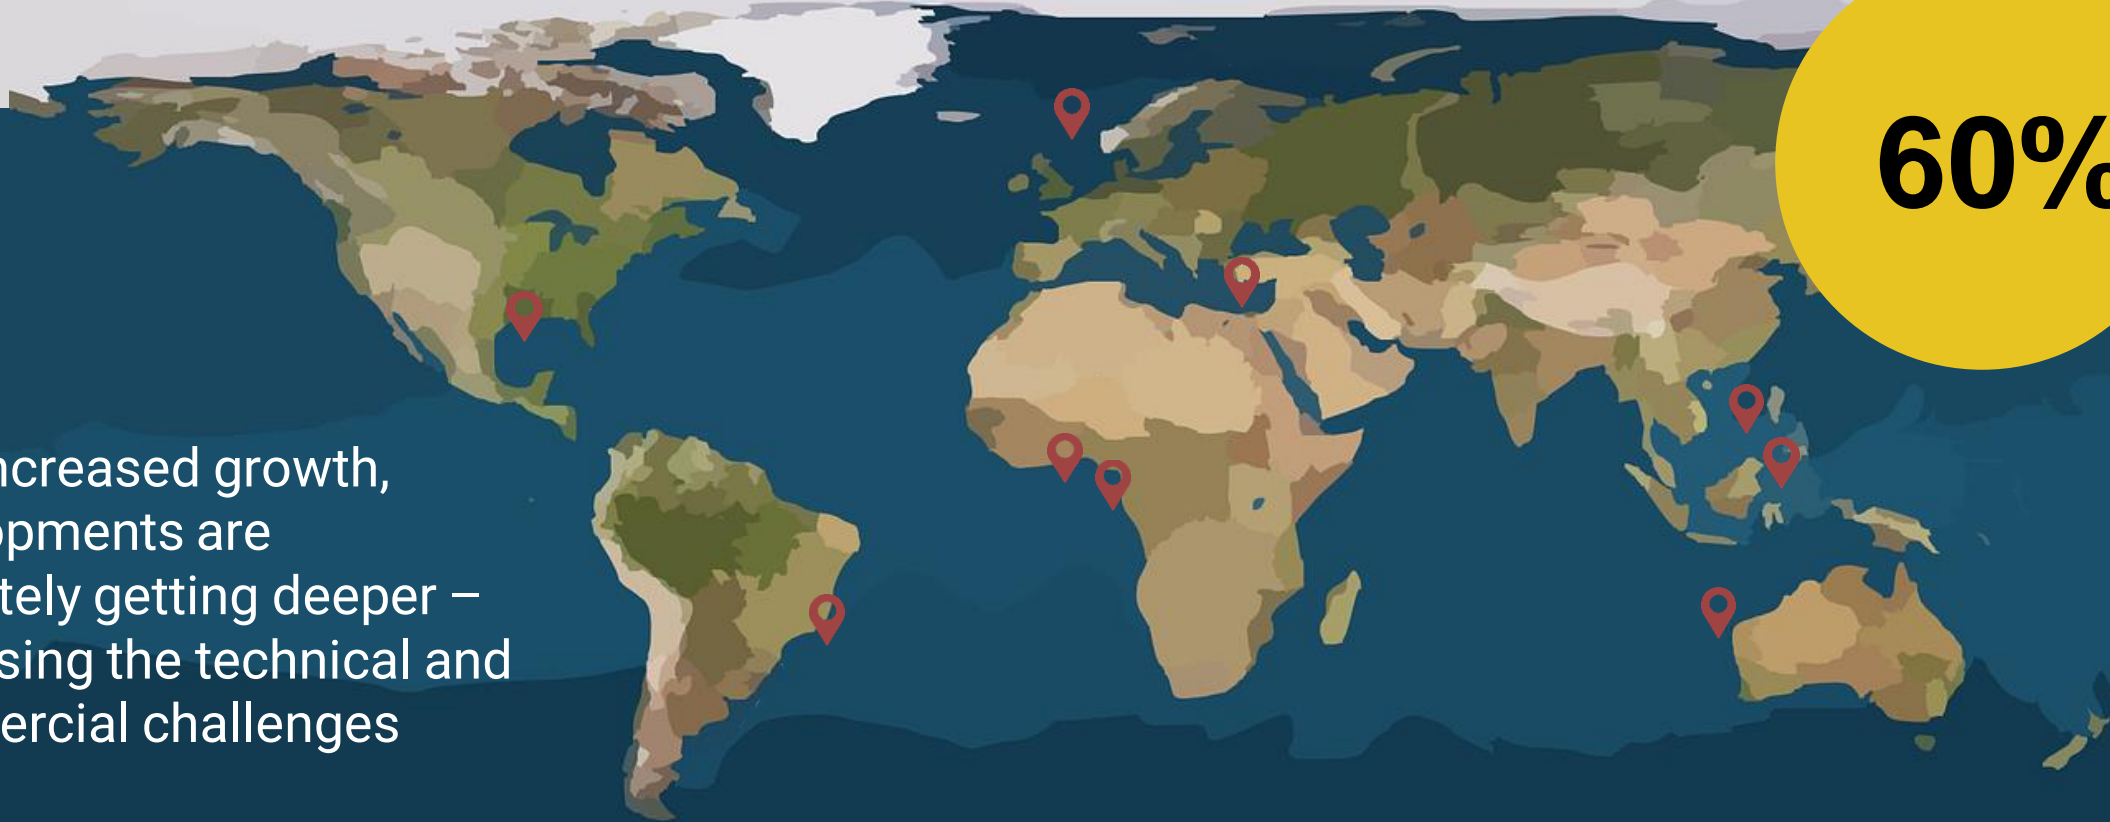 60%
ncreased growth,
opments are
tely getting deeper –
sing the technical and
ercial challenges